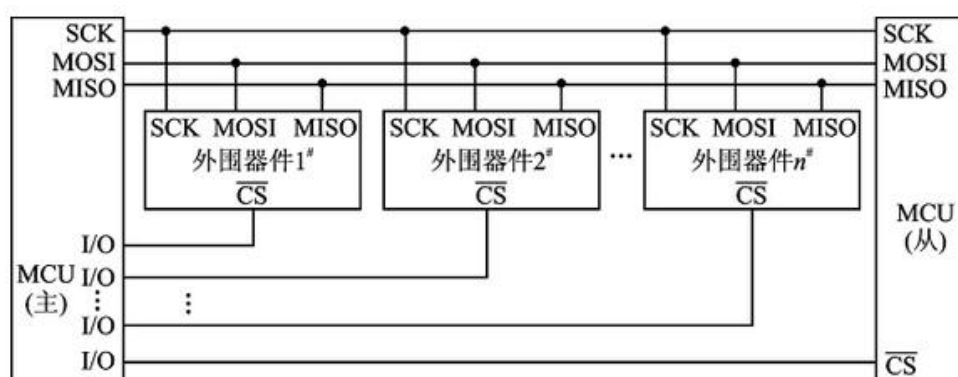 SCK SCK
MOSI MOSI
MISO MISO
SCK MOSI MISO SCK MOSI MISO SCK MOSI MISO
外围器件1# 外围器件2# … 外围器件n#
CS CS CS
MCU
(从)
I/O
MCU I/O
(主) ⋮ ⋮
I/O
I/O CS